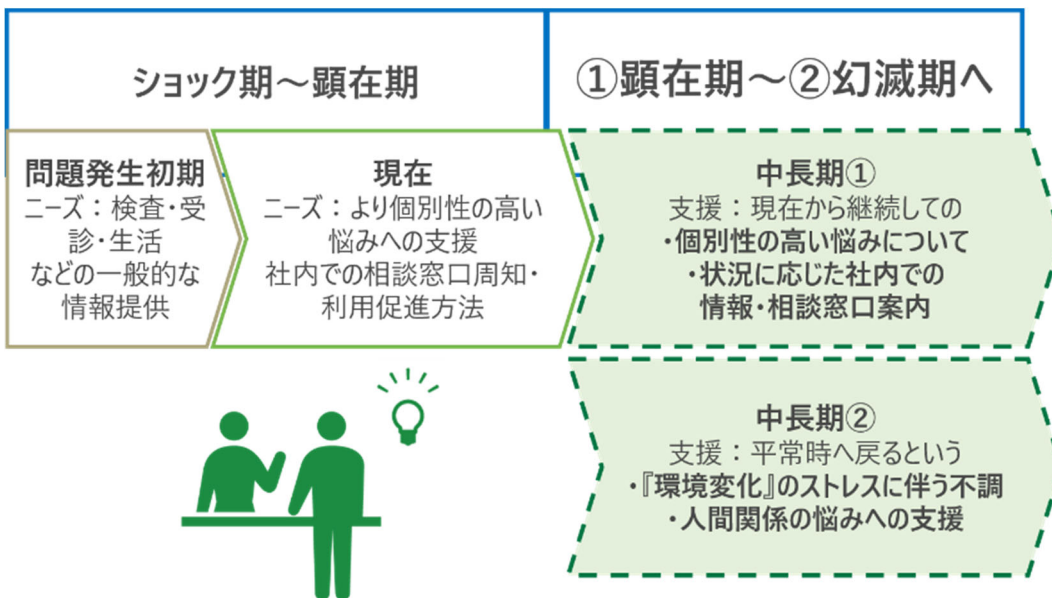 ショック期～顕在期
①顕在期～②幻滅期へ
問題発生初期
ニーズ：検査・受
診・生活
などの一般的な
情報提供
現在
ニーズ：より個別性の高い
悩みへの支援
社内での相談窓口周知・
利用促進方法
中長期①
支援：現在から継続しての
・個別性の高い悩みについて
・状況に応じた社内での
情報・相談窓口案内
中長期②
支援：平常時へ戻るという
・『環境変化』のストレスに伴う不調
・人間関係の悩みへの支援